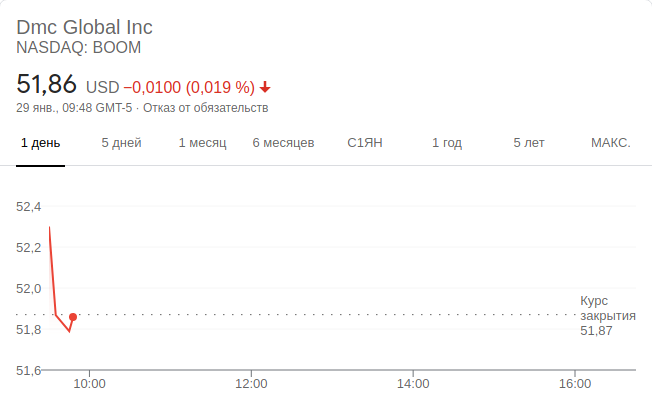 Dmc Global Inc
NASDAQ: BOOM
51,86 USD −0,0100 (0,019 %)
29 янв., 09:48 GMT-5 · Отказ от обязательств
1 день 5 дней 1 месяц 6 месяцев С1ЯН 1 год 5 лет МАКС.
52,4
52,2
52,0
Курс
закрытия
51,87
51,8
51,6
10:00 12:00 14:00 16:00